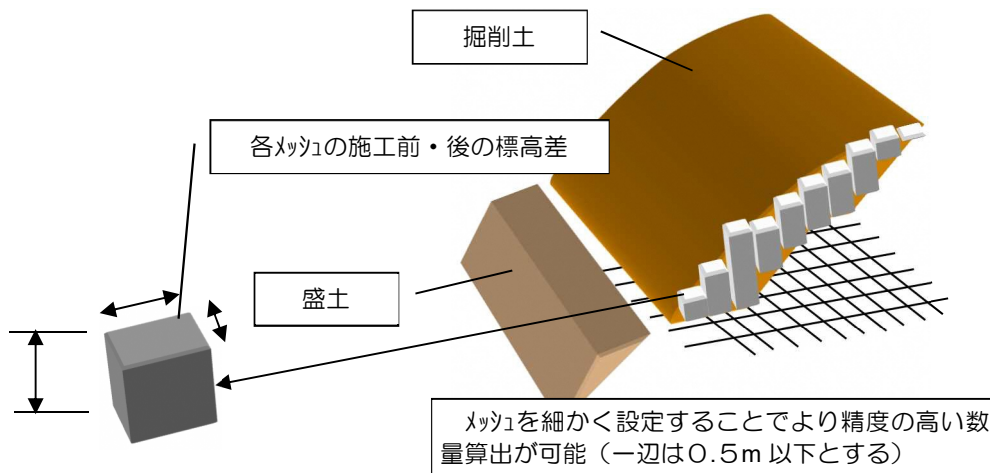 掘削土
各ﾒｯｼｭの施工前・後の標高差
盛土
ﾒｯｼｭを細かく設定することでより精度の高い数
量算出が可能（一辺は０.５m 以下とする）